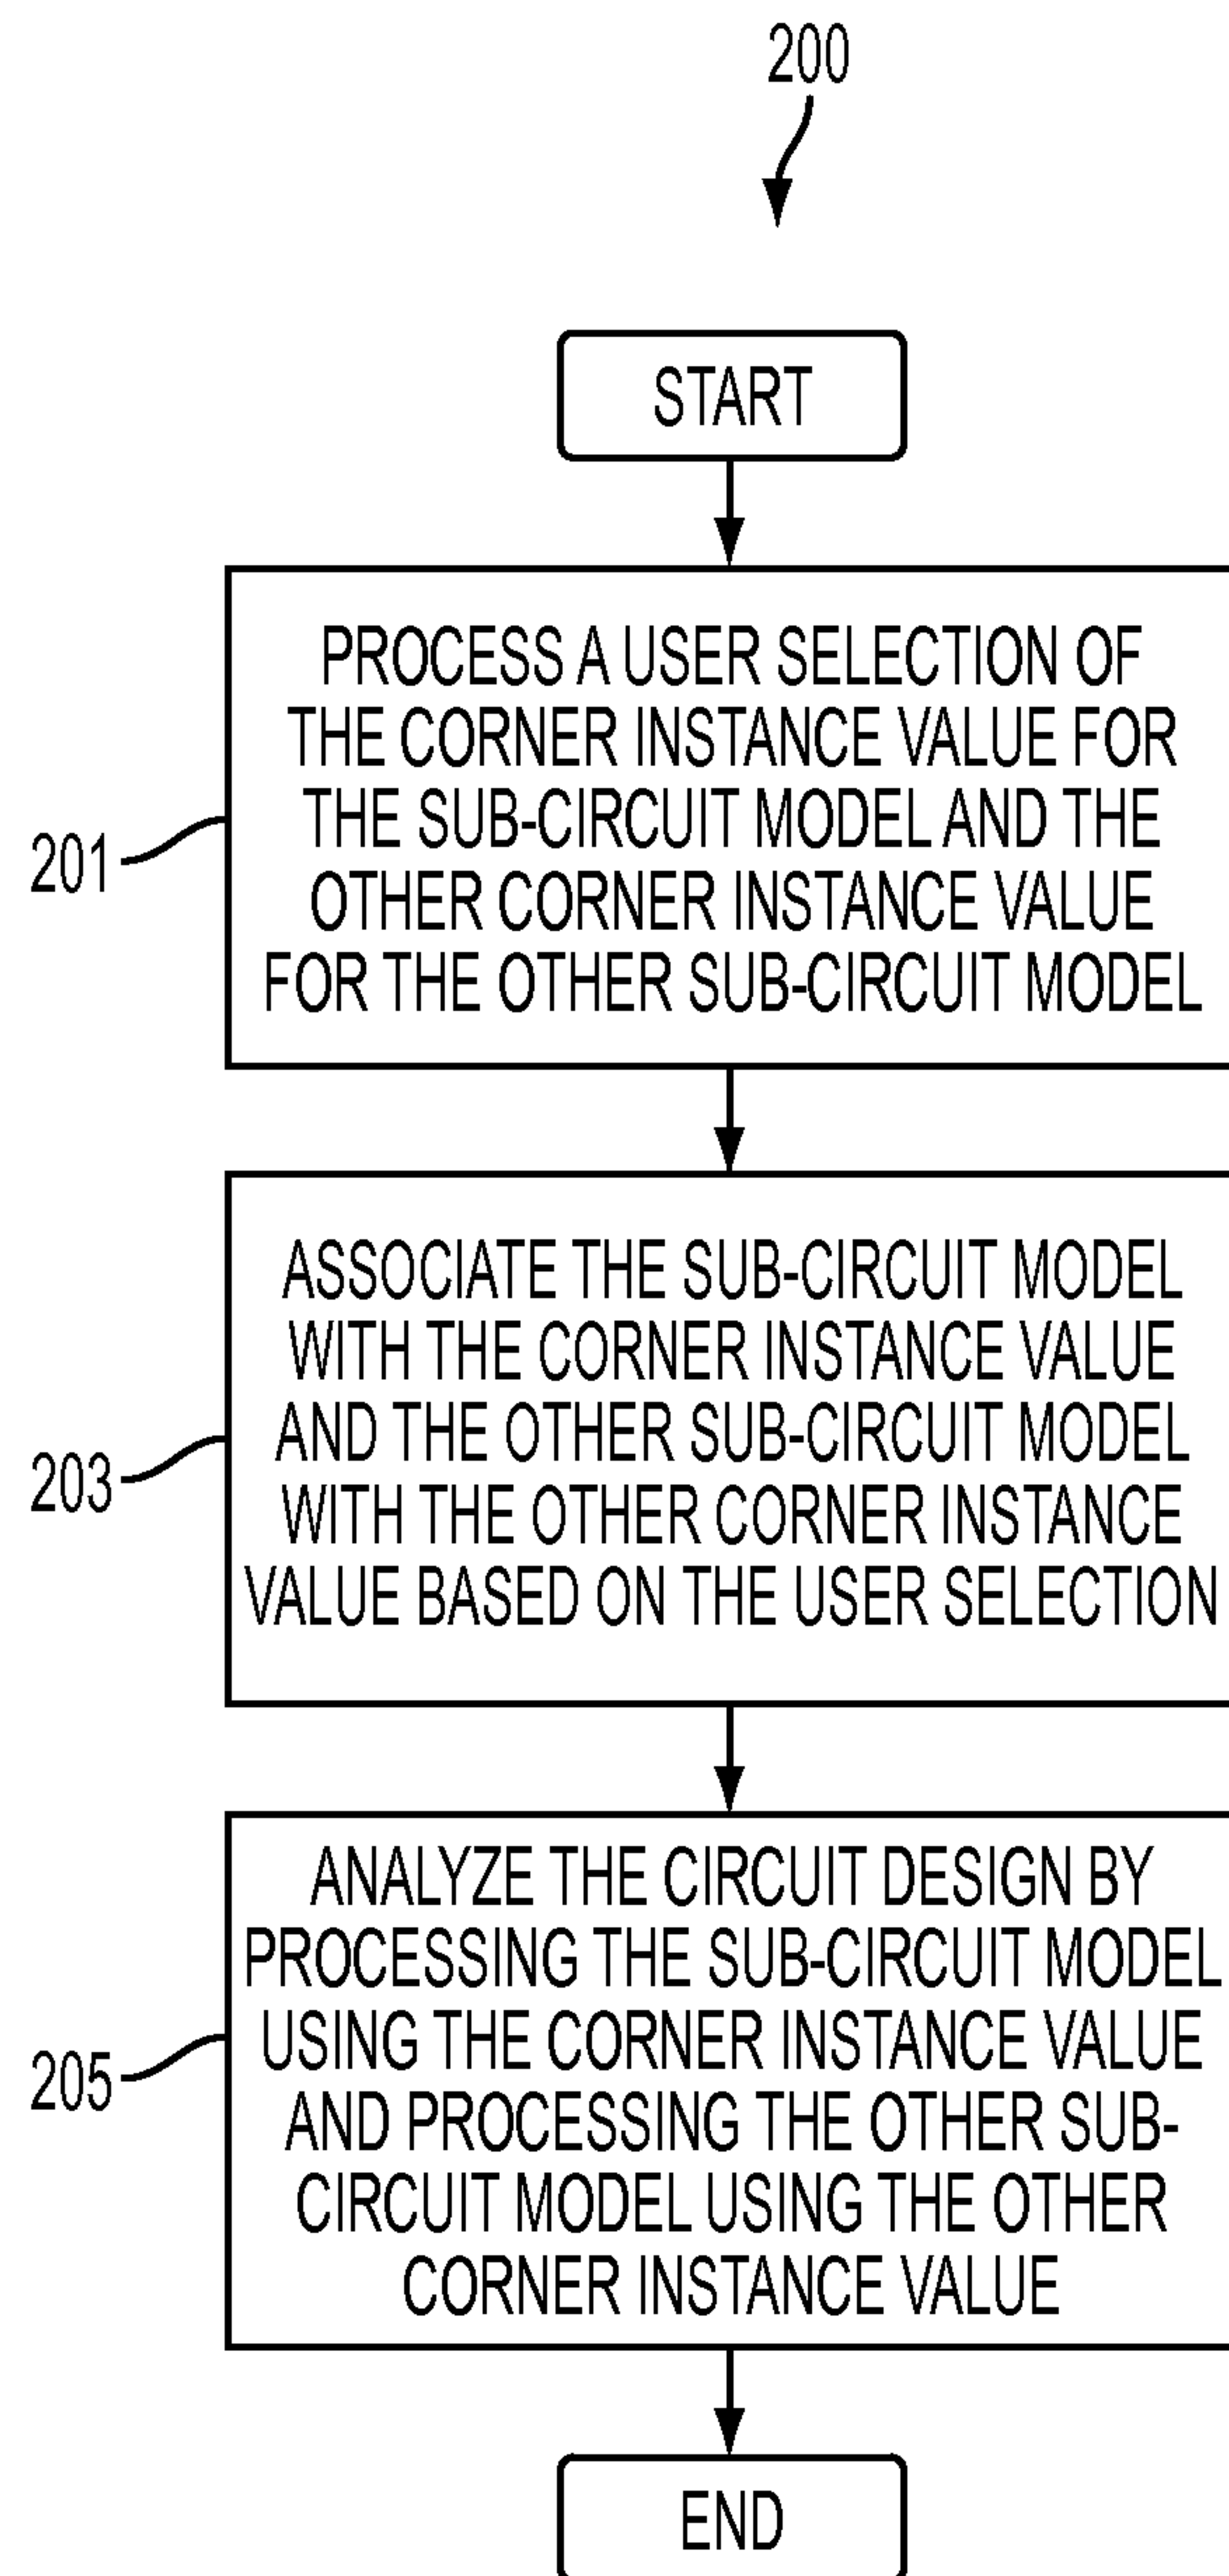 200
START
PROCESS A USER SELECTION OF
THE CORNER INSTANCE VALUE FOR
THE SUB-CIRCUIT MODEL AND THE
OTHER CORNER INSTANCE VALUE
FOR THE OTHER SUB-CIRCUIT MODEL
201
ASSOCIATE THE SUB-CIRCUIT MODEL
WITH THE CORNER INSTANCE VALUE
AND THE OTHER SUB-CIRCUIT MODEL
WITH THE OTHER CORNER INSTANCE
VALUE BASED ON THE USER SELECTION
203
ANALYZE THE CIRCUIT DESIGN BY
PROCESSING THE SUB-CIRCUIT MODEL
USING THE CORNER INSTANCE VALUE
AND PROCESSING THE OTHER SUB-
CIRCUIT MODEL USING THE OTHER
CORNER INSTANCE VALUE
205
END